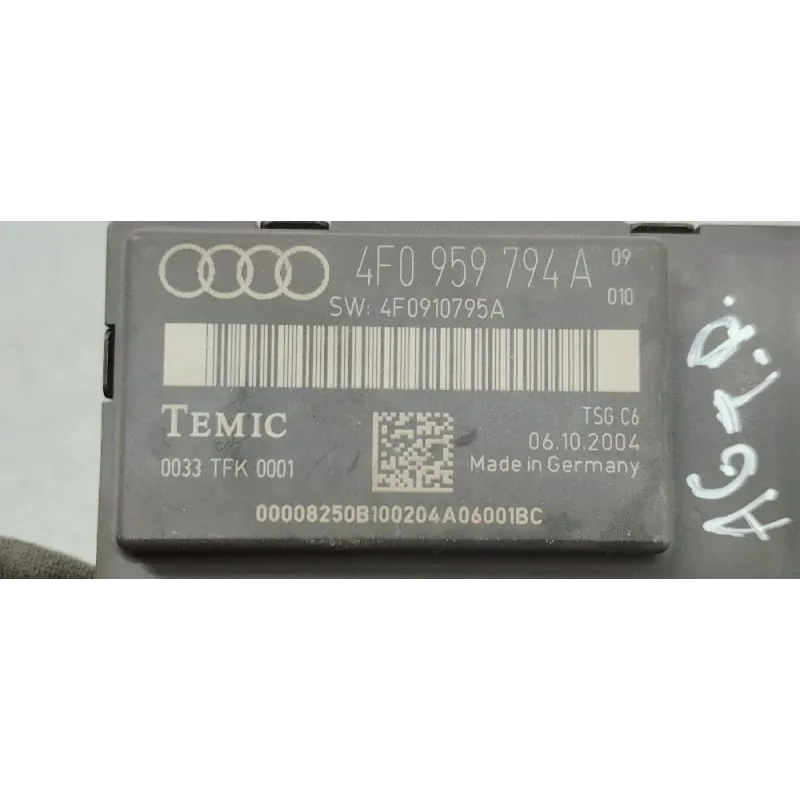 4F0 959 794 A 09
010
SW: 4F0910795A
TEMIC
TSG C6
06.10.2004
0033 TFK 0001
Made in Germany
00008250B100204A06001BC